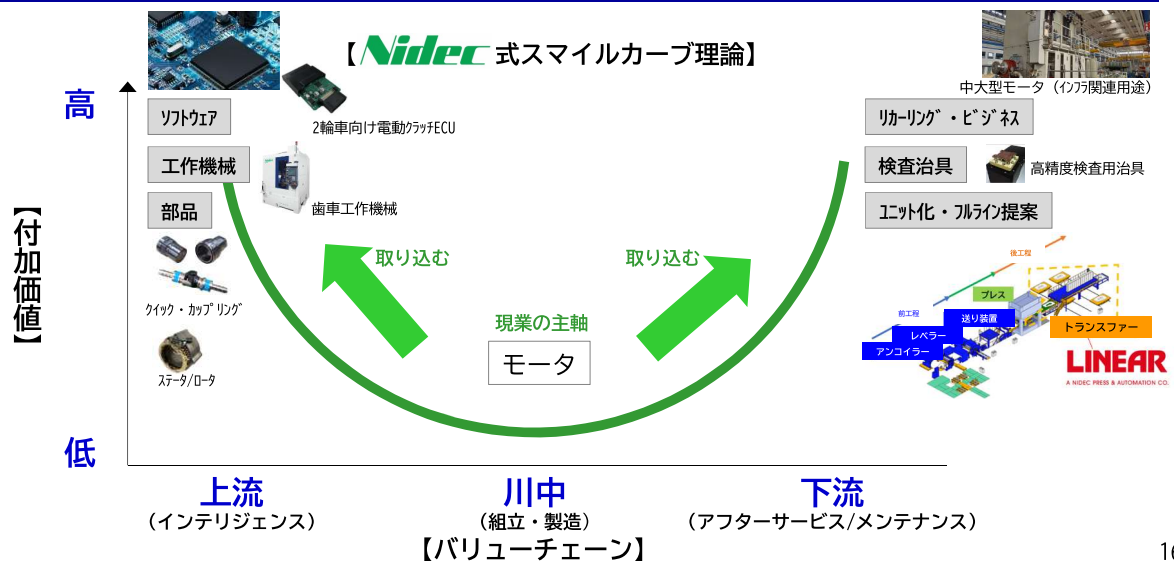 【Nidec 式スマイルカーブ理論】
高
【付加価値】
低
ソフトウェア
2輪車向け電動クラッチECU
工作機械
歯車工作機械
部品
クイック・カップリング
ステータ/ロータ
取り込む
取り込む
現業の主軸
モータ
中大型モータ（インフラ関連用途）
リカーリング・ビジネス
検査治具
高精度検査用治具
ユニット化・フルライン提案
後工程
プレス
前工程
送り装置
レベラー
アンコイラー
トランスファー
LINEAR
A NIDEC PRESS & AUTOMATION CO.
上流
（インテリジェンス）
川中
（組立・製造）
下流
（アフターサービス/メンテナンス）
【バリューチェーン】
16